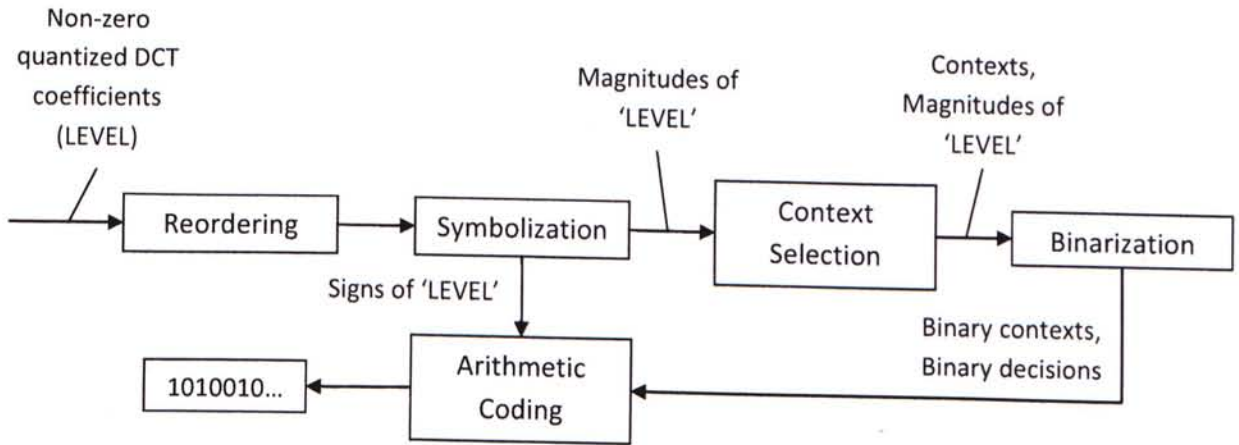 Non-zero
quantized DCT
coefficients
(LEVEL)
Magnitudes of
‘LEVEL’
Contexts,
Magnitudes of
‘LEVEL’
Reordering
Symbolization
Context
Selection
Binarization
Signs of ‘LEVEL’
Binary contexts,
Binary decisions
Arithmetic
Coding
1010010...